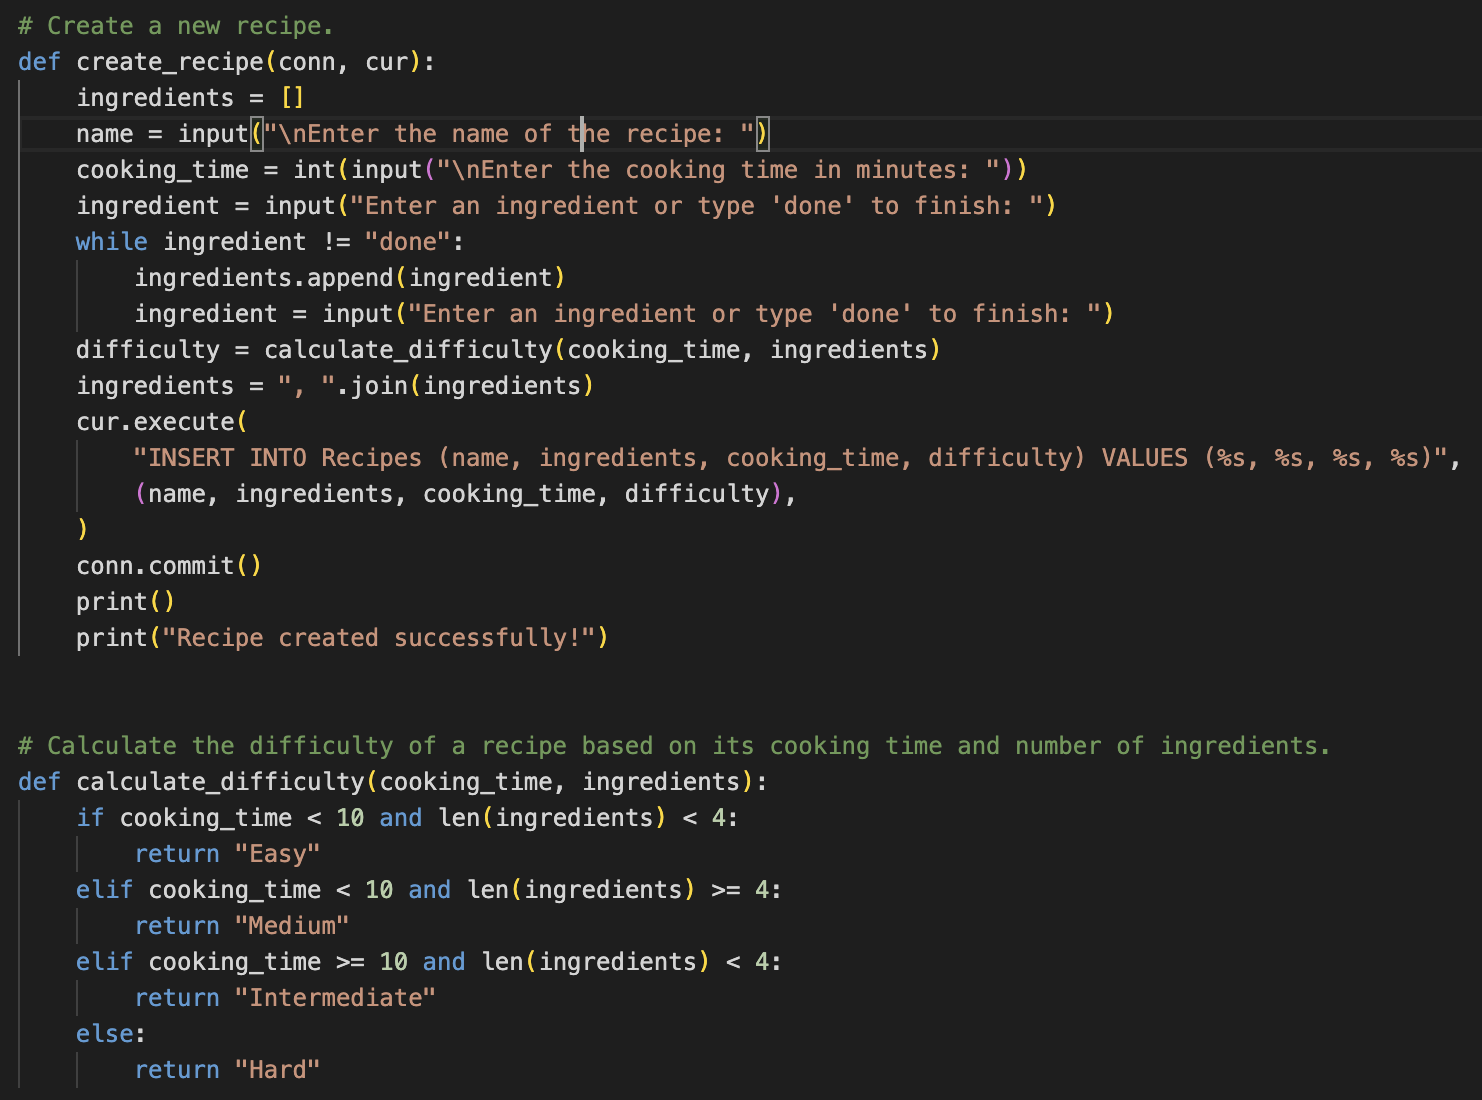 # Create a new recipe.
def create_recipe(conn, cur):
    ingredients = []
    name = input("\nEnter the name of the recipe: ")
    cooking_time = int(input("\nEnter the cooking time in minutes: "))
    ingredient = input("Enter an ingredient or type 'done' to finish: ")
    while ingredient != "done":
        ingredients.append(ingredient)
        ingredient = input("Enter an ingredient or type 'done' to finish: ")
    difficulty = calculate_difficulty(cooking_time, ingredients)
    ingredients = ", ".join(ingredients)
    cur.execute(
        "INSERT INTO Recipes (name, ingredients, cooking_time, difficulty) VALUES (%s, %s, %s, %s)",
        (name, ingredients, cooking_time, difficulty),
    )
    conn.commit()
    print()
    print("Recipe created successfully!")
# Calculate the difficulty of a recipe based on its cooking time and number of ingredients.
def calculate_difficulty(cooking_time, ingredients):
    if cooking_time < 10 and len(ingredients) < 4:
        return "Easy"
    elif cooking_time < 10 and len(ingredients) >= 4:
        return "Medium"
    elif cooking_time >= 10 and len(ingredients) < 4:
        return "Intermediate"
    else:
        return "Hard"